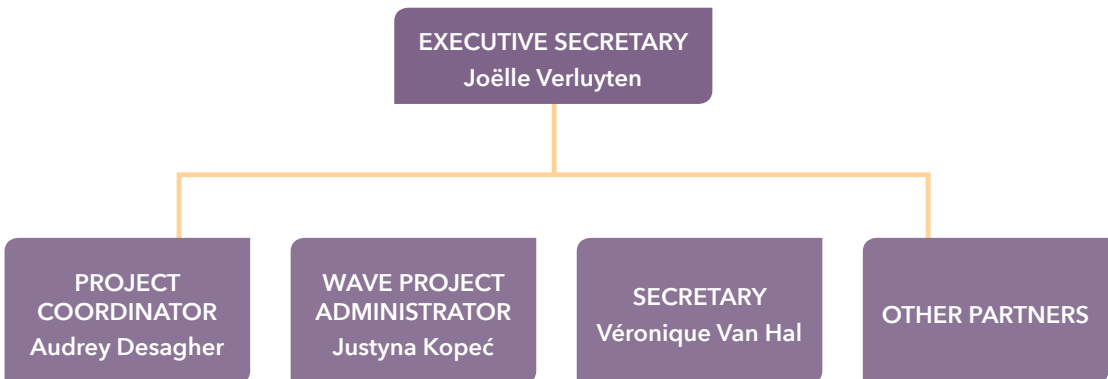 EXECUTIVE SECRETARY
Joëlle Verluyten
PROJECT
COORDINATOR
Audrey Desagher
WAVE PROJECT
ADMINISTRATOR
Justyna Kopeć
SECRETARY
Véronique Van Hal
OTHER PARTNERS